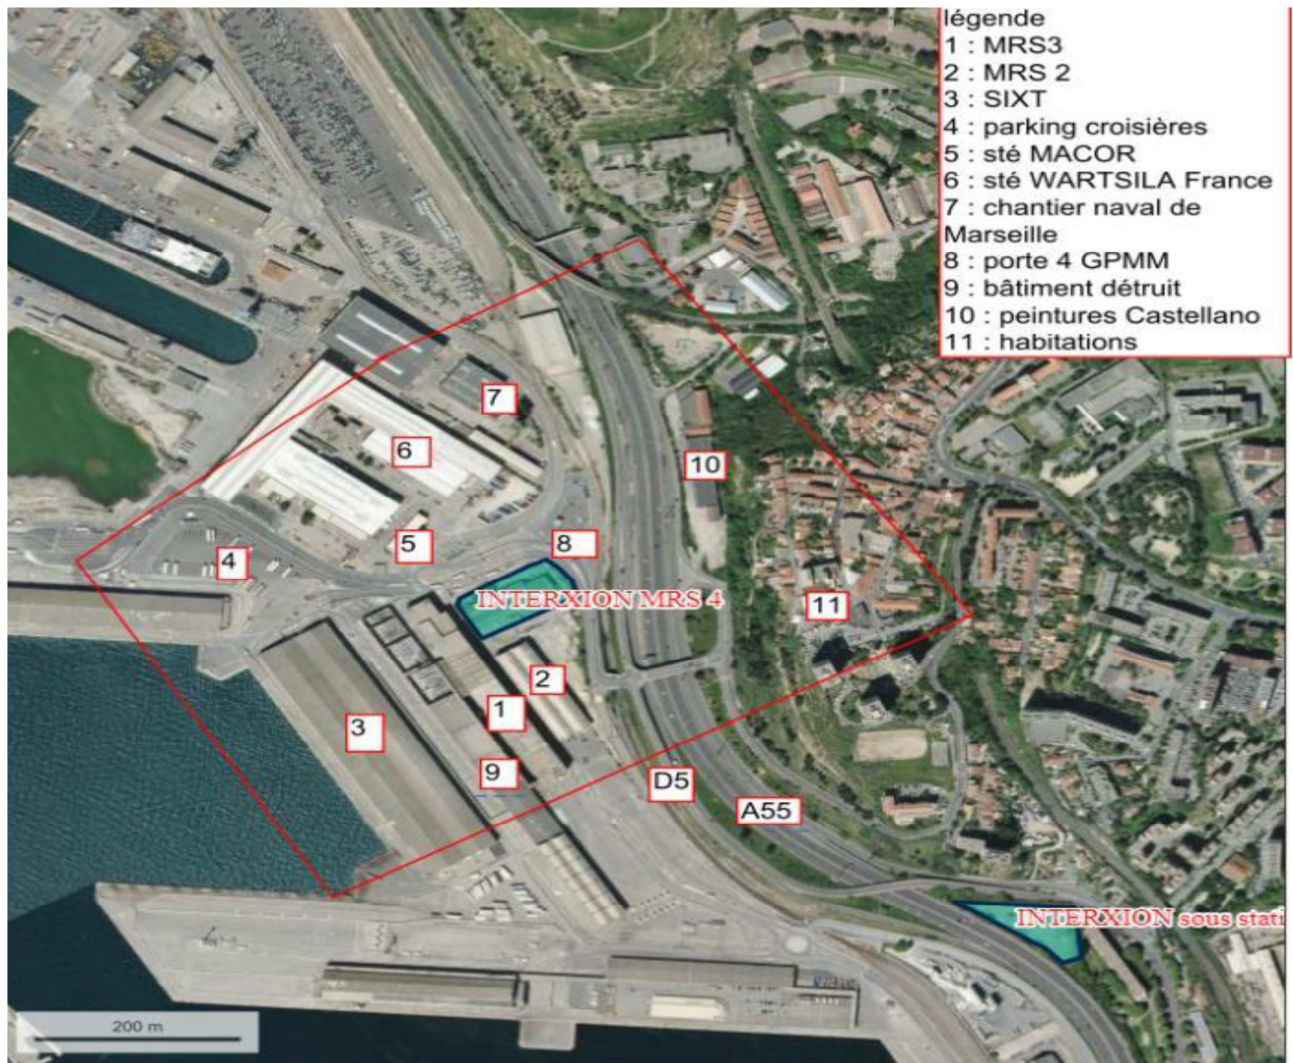 légende
1 : MRS3
2 : MRS 2
3 : SIXT
4 : parking croisières
5 : sté MACOR
6 : sté WARTSILA France
7 : chantier naval de
Marseille
8 : porte 4 GPMM
9 : bâtiment détruit
10 : peintures Castellano
11 : habitations
7
6
10
8
5
4
INTERXION MRS 4
11
2
1
3
9
D5
A55
INTERXION sous stati
200 m